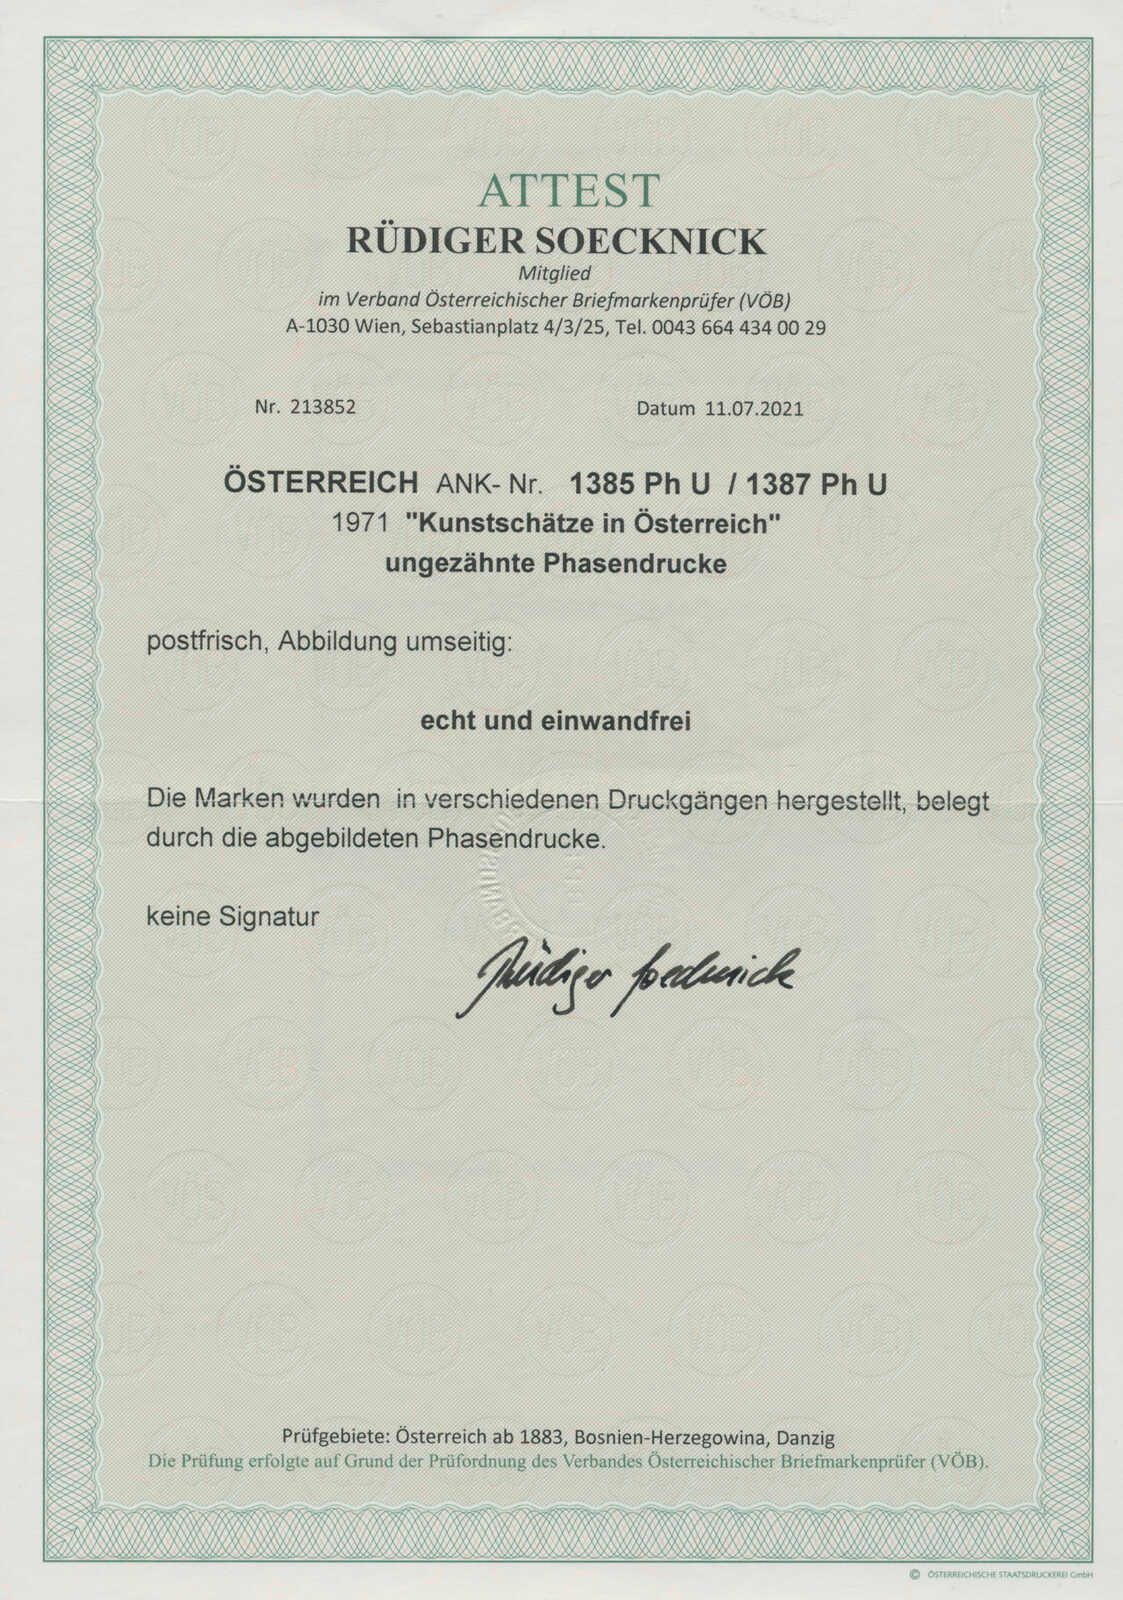 ATTEST
RÜDIGER SOECKNICK
Mitglied
im Verband Österreichischer Briefmarkenprüfer (VÖB)
A-1030 Wien, Sebastianplatz 4/3/25, Tel. 0043 664 434 00 29
Nr. 213852 Datum 11.07.2021
ÖSTERREICH ANK- Nr. 1385 Ph U / 1387 Ph U
1971 "Kunstschätze in Österreich"
ungezähnte Phasendrucke
postfrisch, Abbildung umseitig:
echt und einwandfrei
Die Marken wurden in verschiedenen Druckgängen hergestellt, belegt
durch die abgebildeten Phasendrucke.
keine Signatur
Rüdiger Soecknick
Prüfgebiete: Österreich ab 1883, Bosnien-Herzegowina, Danzig
Die Prüfung erfolgte auf Grund der Prüfordnung des Verbandes Österreichischer Briefmarkenprüfer (VÖB).
© ÖSTERREICHISCHE STAATSDRUCKEREI GmbH